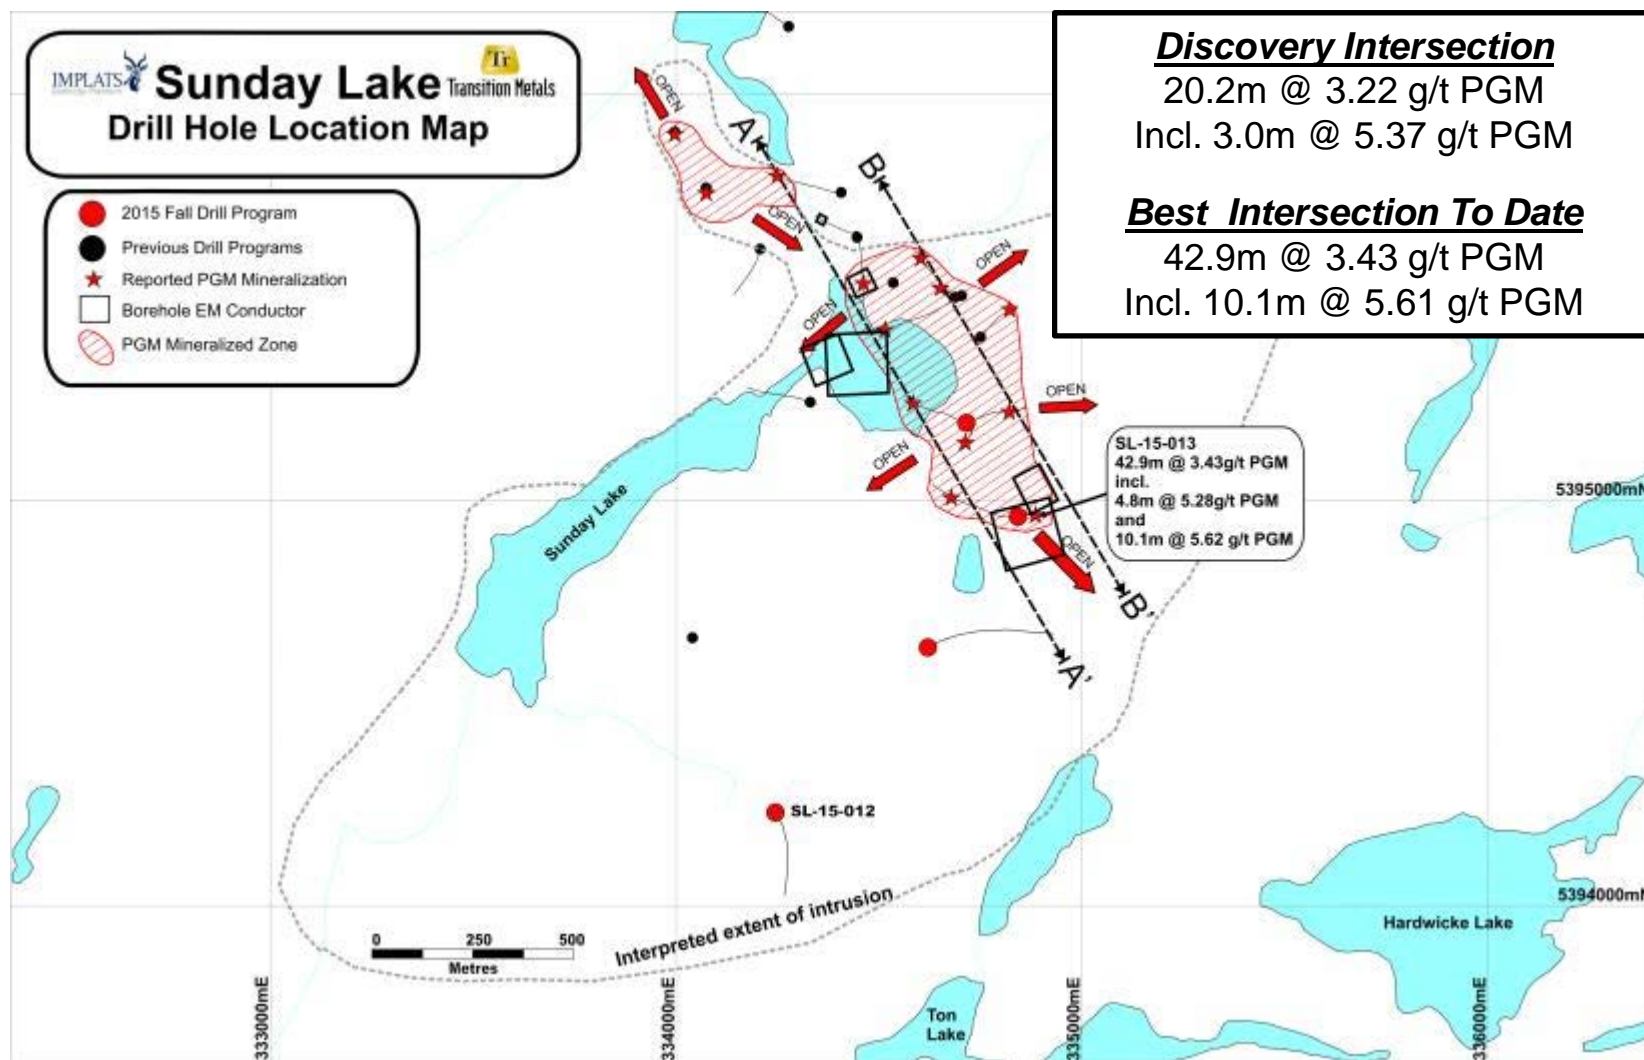 IMPLATS
Sunday Lake
Tr
Transition Metals
Drill Hole Location Map
2015 Fall Drill Program
Previous Drill Programs
Reported PGM Mineralization
Borehole EM Conductor
PGM Mineralized Zone
Discovery Intersection
20.2m @ 3.22 g/t PGM
Incl. 3.0m @ 5.37 g/t PGM
Best Intersection To Date
42.9m @ 3.43 g/t PGM
Incl. 10.1m @ 5.61 g/t PGM
OPEN
A
B
OPEN
OPEN
OPEN
OPEN
OPEN
SL-15-013
42.9m @ 3.43g/t PGM
incl.
4.8m @ 5.28g/t PGM
and
10.1m @ 5.62 g/t PGM
5395000mN
Sunday Lake
OPEN
B'
A'
SL-15-012
5394000mN
Hardwicke Lake
Interpreted extent of intrusion
0 250 500
Metres
333000mE
334000mE
335000mE
336000mE
Ton
Lake